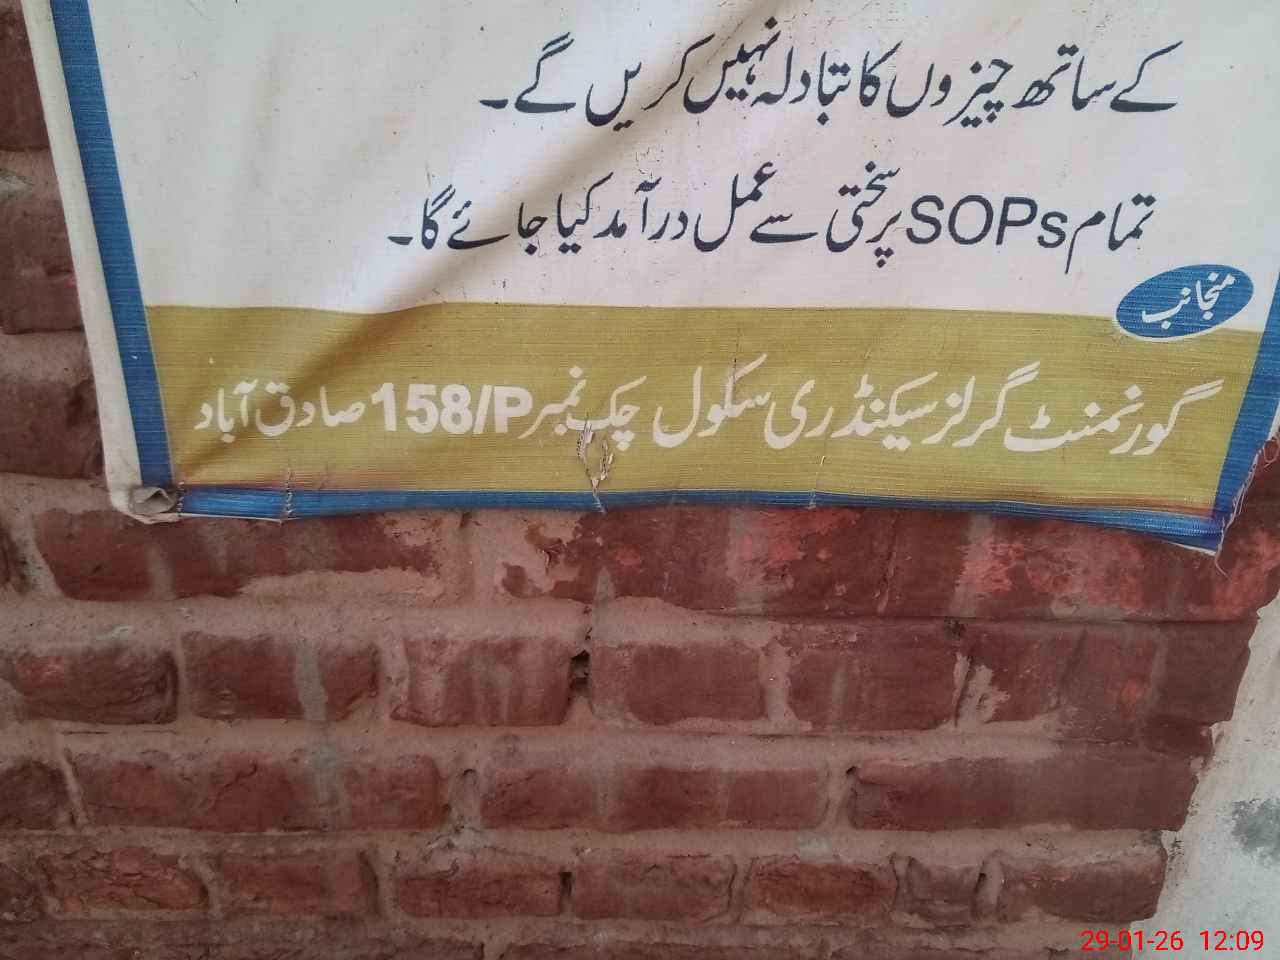 کے ساتھ چیزوں کا تبادلہ نہیں کریں گے۔
تمام SOPs پر سختی سے عمل درآمد کیا جائے گا۔
منجانب
گورنمنٹ گرلز سیکنڈری سکول چک نمبر 158/P صادق آباد
29-01-26 12:09